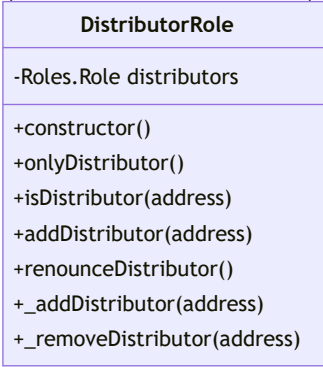 DistributorRole
-Roles.Role distributors
+constructor()
+onlyDistributor()
+isDistributor(address)
+addDistributor(address)
+renounceDistributor()
+_addDistributor(address)
+_removeDistributor(address)